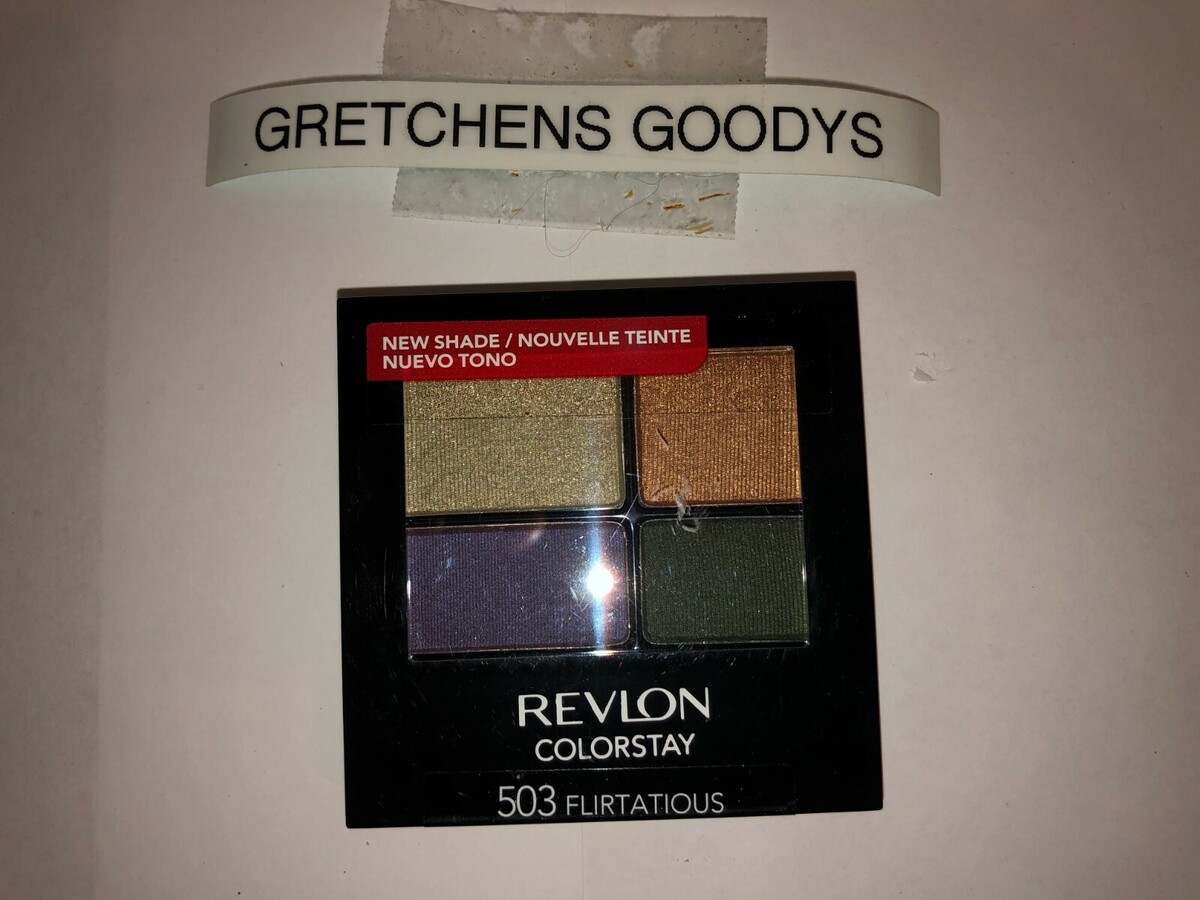 GRETCHENS GOODYS
NEW SHADE / NOUVELLE TEINTE
NUEVO TONO
REVLON
COLORSTAY
503 FLIRTATIOUS